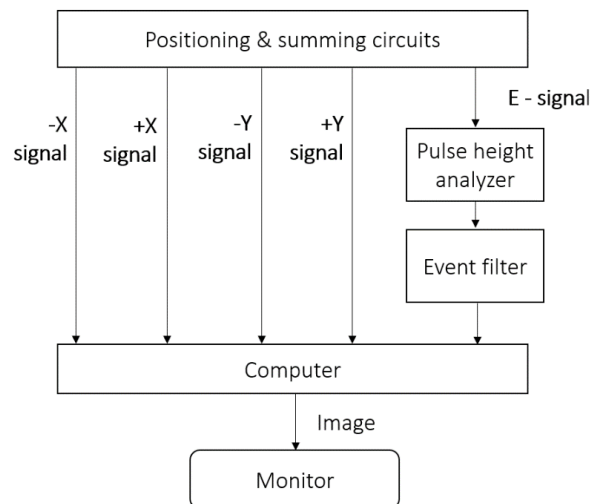 Positioning & summing circuits
E - signal
-X
signal
+X
signal
-Y
signal
+Y
signal
Pulse height
analyzer
Event filter
Computer
Image
Monitor